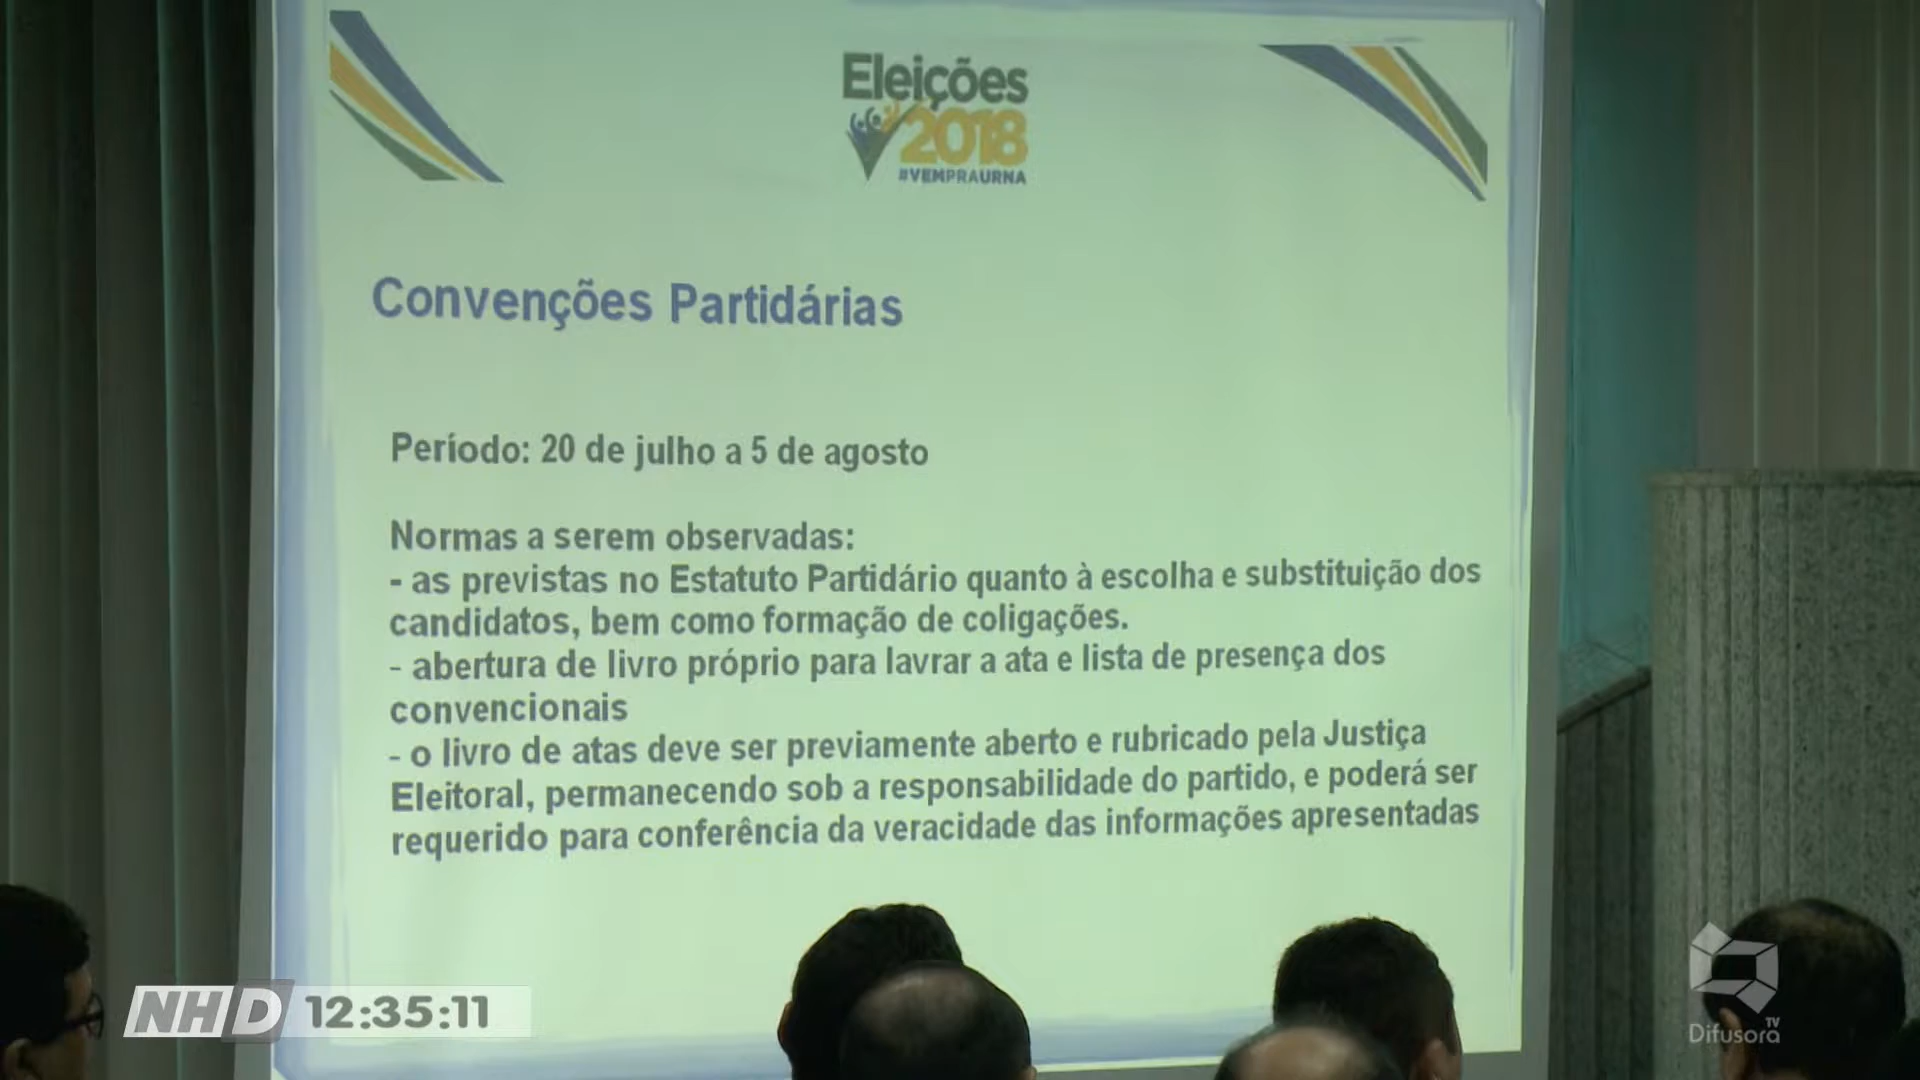 Eleições
2018
#VEMPRAURNA
Convenções Partidárias
Período: 20 de julho a 5 de agosto
Normas a serem observadas:
- as previstas no Estatuto Partidário quanto à escolha e substituição dos
candidatos, bem como formação de coligações.
- abertura de livro próprio para lavrar a ata e lista de presença dos
convencionais
- o livro de atas deve ser previamente aberto e rubricado pela Justiça
Eleitoral, permanecendo sob a responsabilidade do partido, e poderá ser
requerido para conferência da veracidade das informações apresentadas
NHD 12:35:11
TV
Difusora